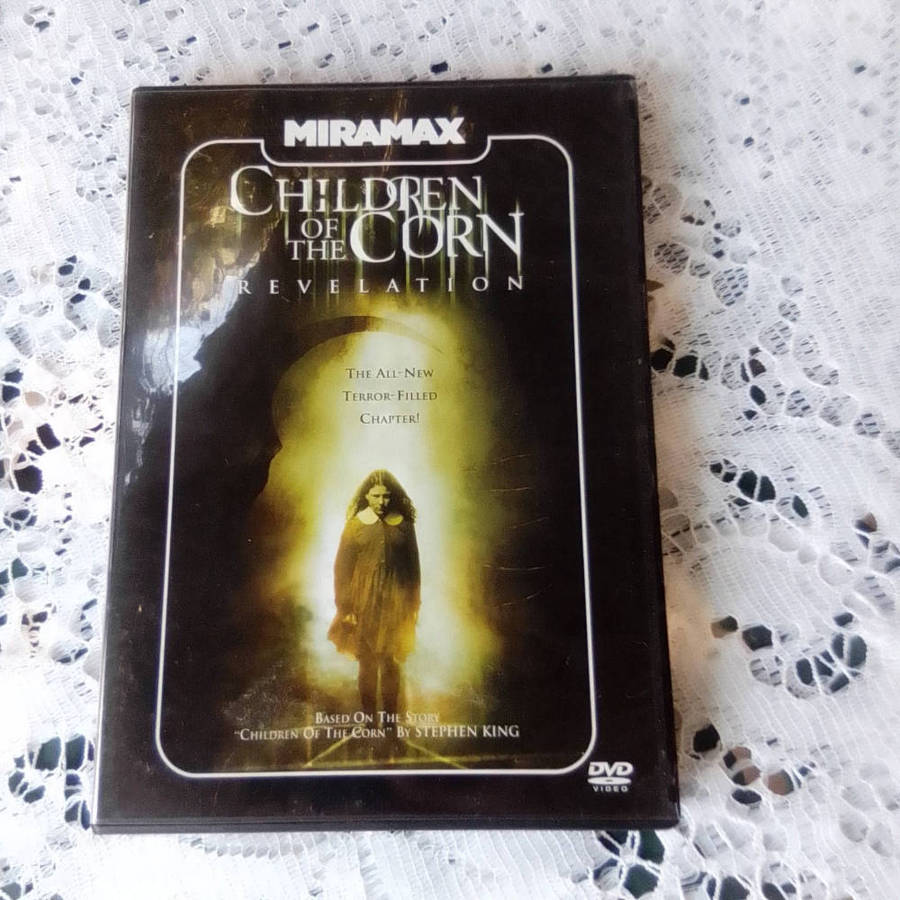 MIRAMAX
CHILDREN
OF
THE CORN
REVELATION
THE ALL-NEW
TERROR-FILLED
CHAPTER!
BASED ON THE STORY
"CHILDREN OF THE CORN" BY STEPHEN KING
DVD
VIDEO